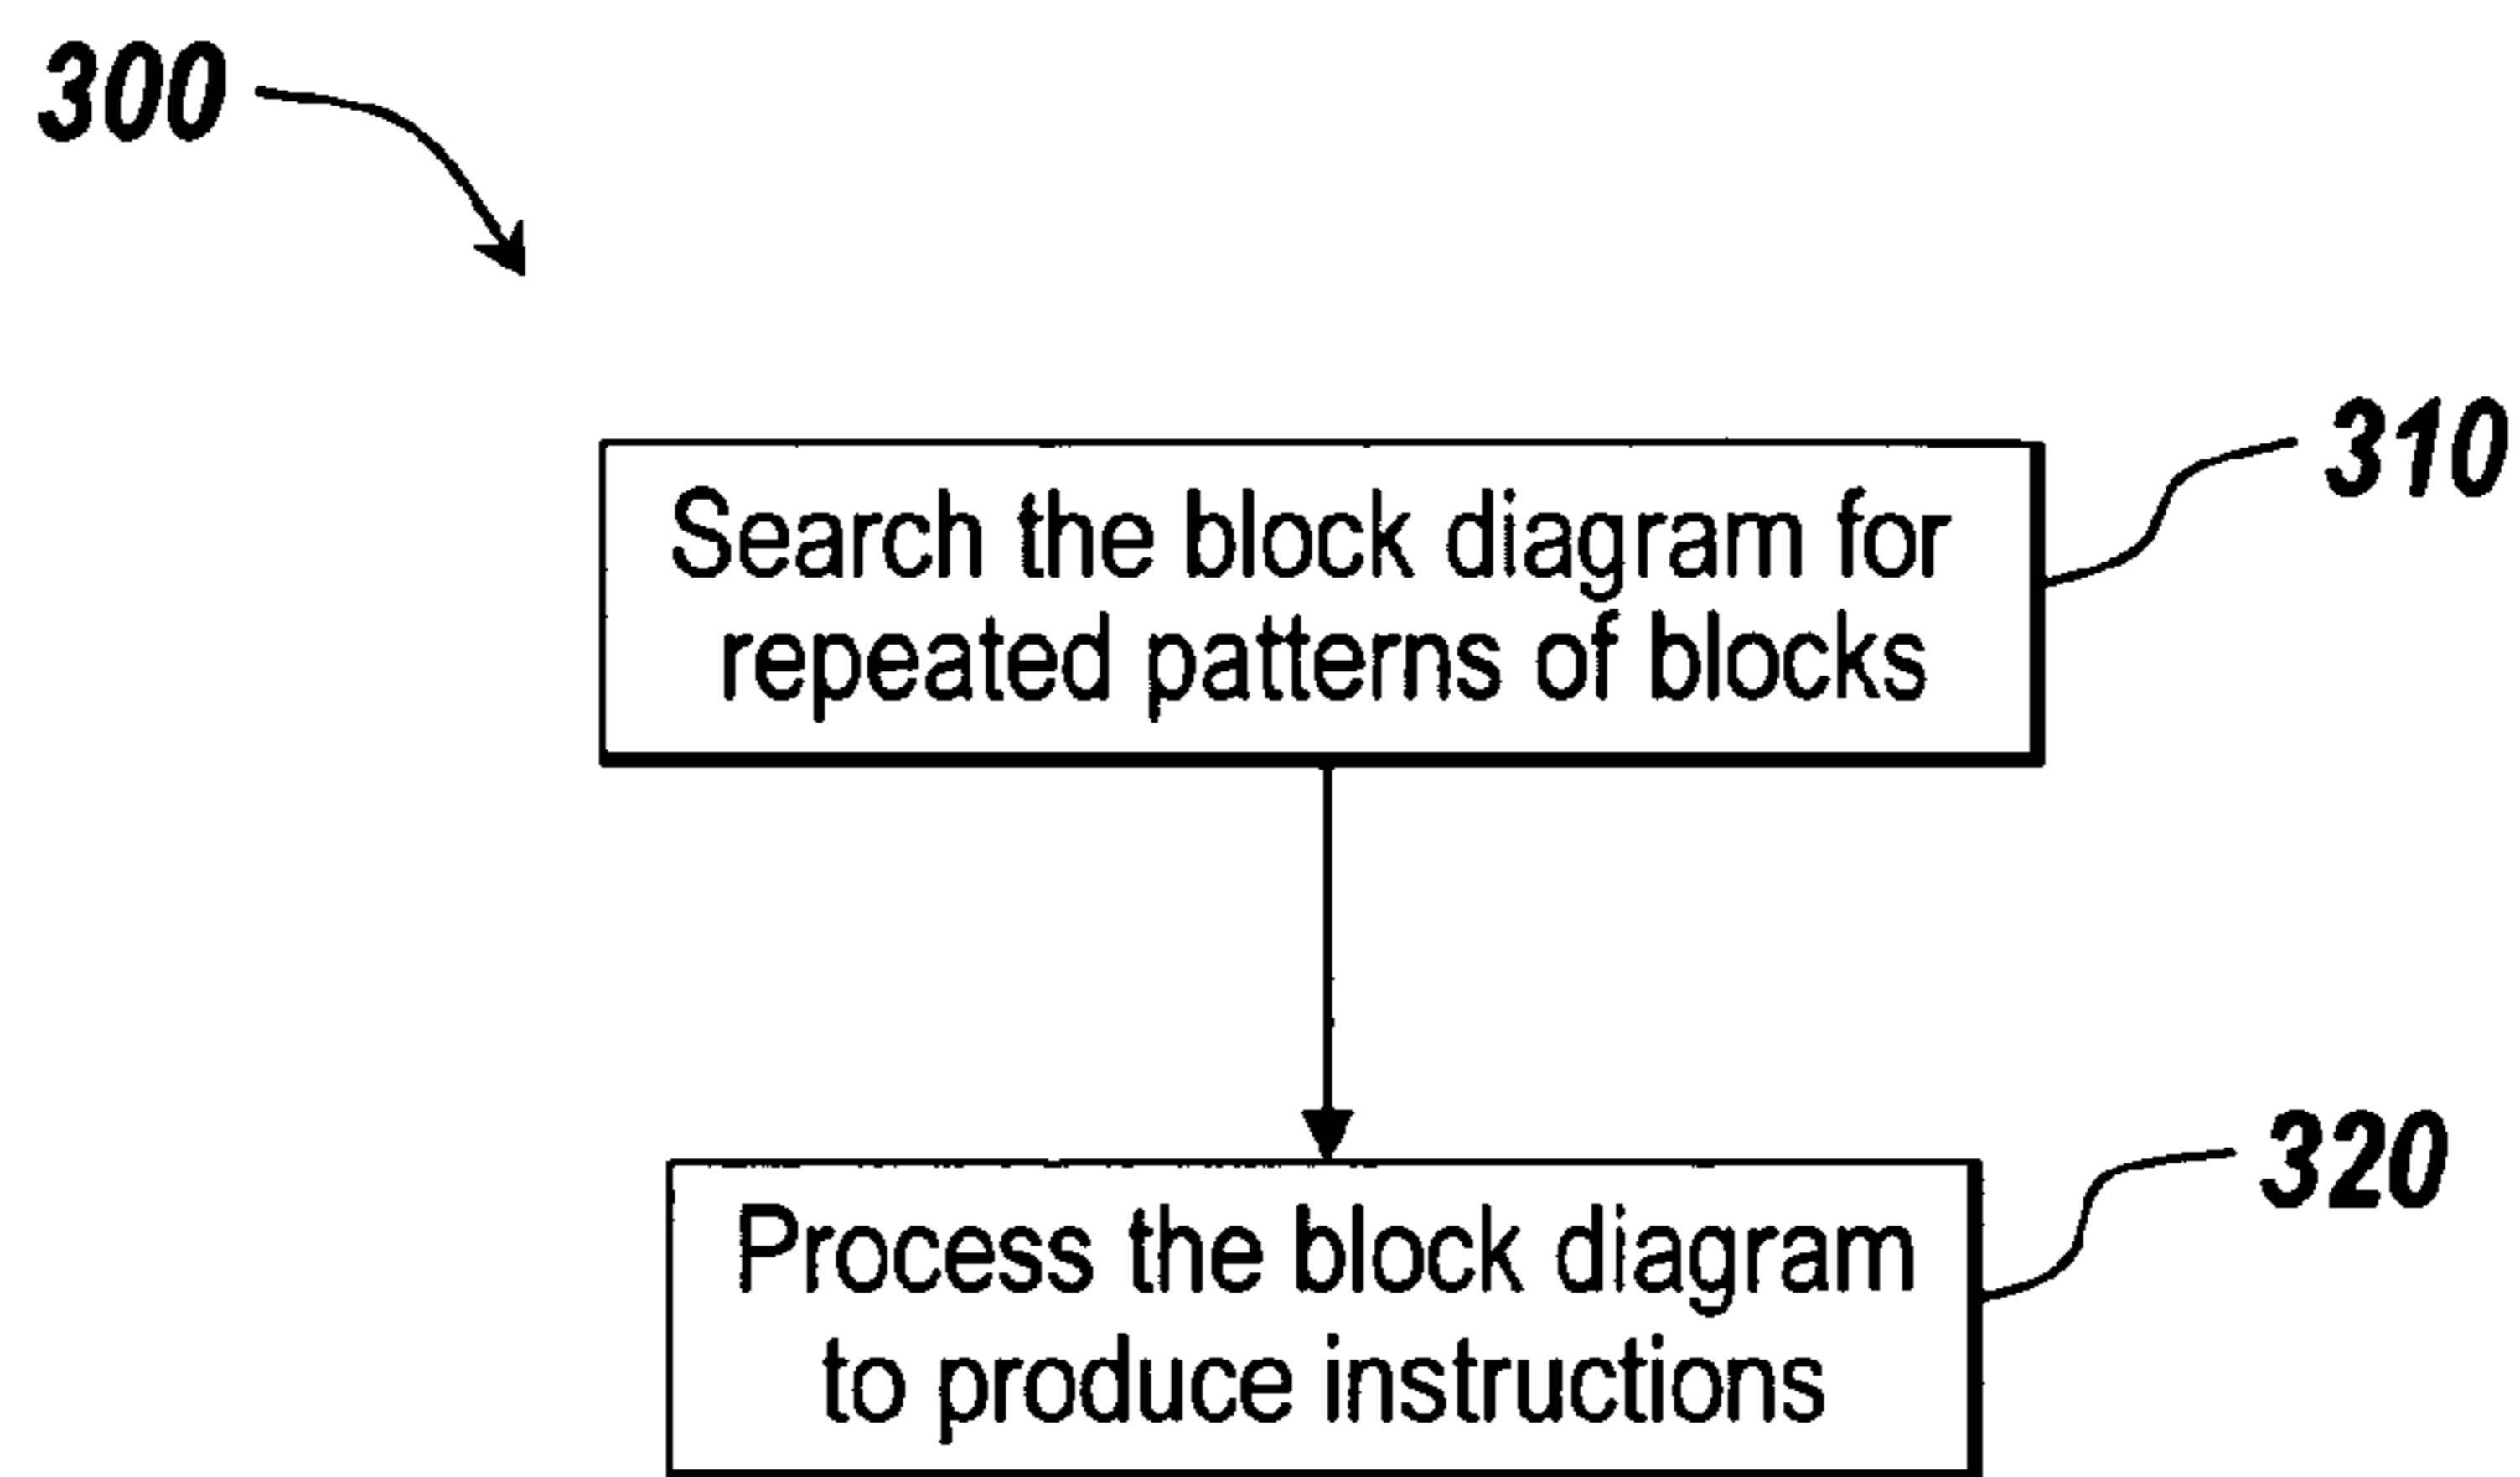 300
310
Search the block diagram for
repeated patterns of blocks
320
Process the block diagram
to produce instructions